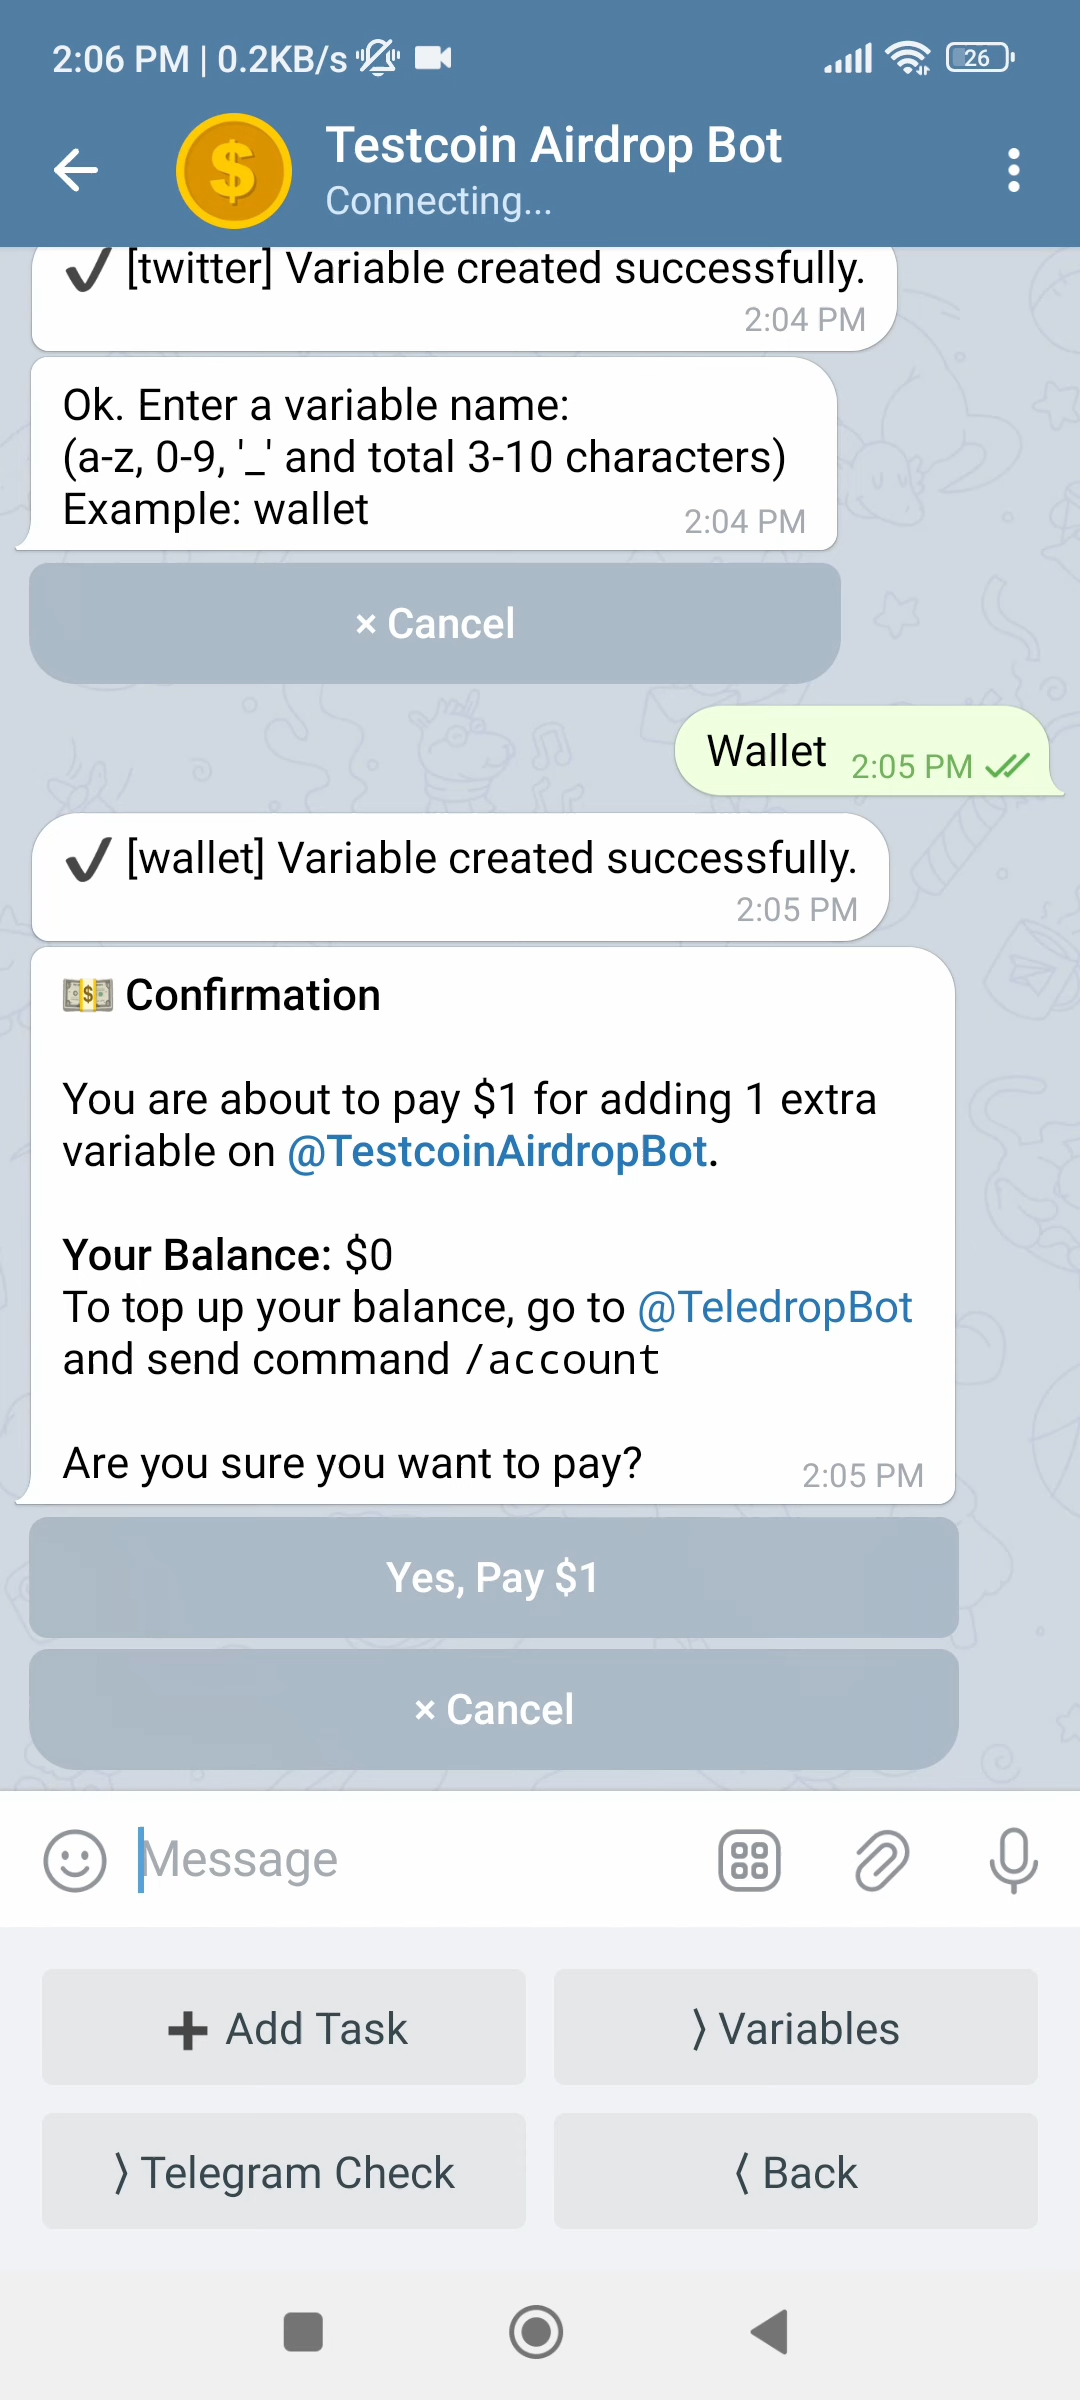 2:06 PM | 0.2KB/s
26
Testcoin Airdrop Bot
Connecting...
✔ [twitter] Variable created successfully.
2:04 PM
Ok. Enter a variable name:
(a-z, 0-9, '_' and total 3-10 characters)
Example: wallet
2:04 PM
× Cancel
Wallet
2:05 PM
✔ [wallet] Variable created successfully.
2:05 PM
💵 Confirmation
You are about to pay $1 for adding 1 extra
variable on @TestcoinAirdropBot.
Your Balance: $0
To top up your balance, go to @TeledropBot
and send command /account
Are you sure you want to pay?
2:05 PM
Yes, Pay $1
× Cancel
Message
➕ Add Task
⟩ Variables
⟩ Telegram Check
⟨ Back